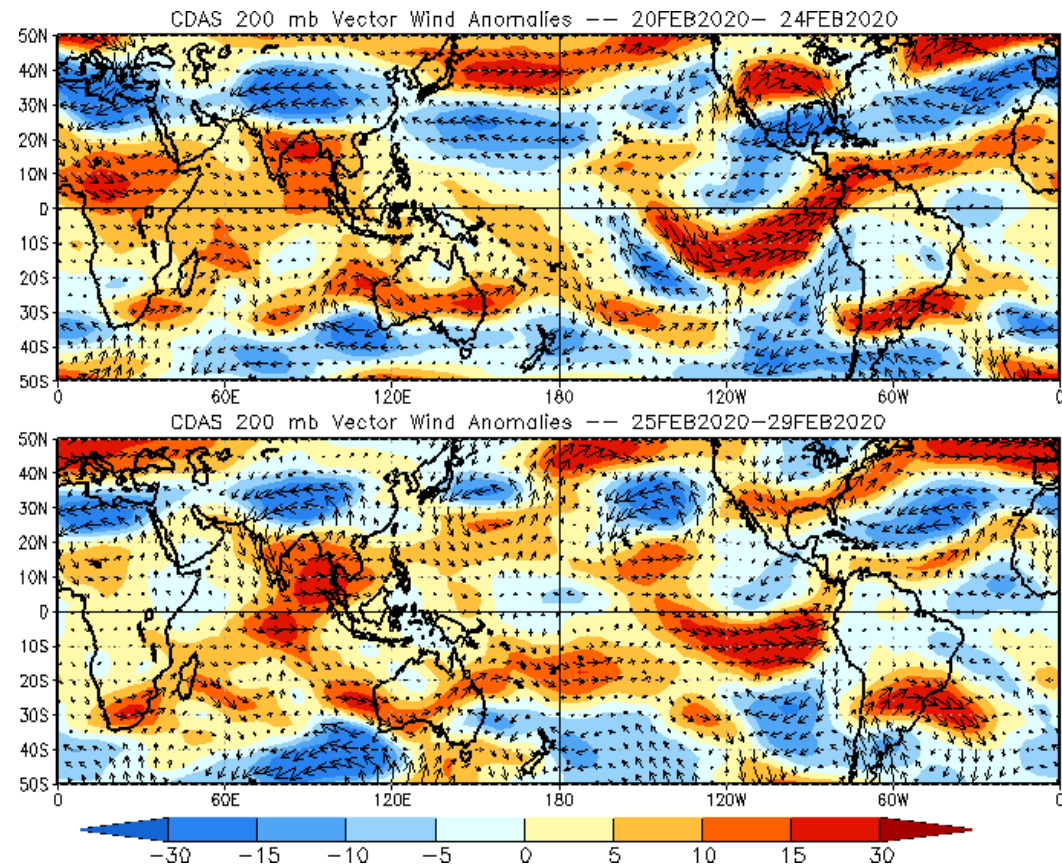 CDAS 200 mb Vector Wind Anomalies -- 20FEB2020- 24FEB2020
50N
40N
30N
20N
10N
0
10S
20S
30S
40S
50S
0 60E 120E 180 120W 60W 0
CDAS 200 mb Vector Wind Anomalies -- 25FEB2020-29FEB2020
50N
40N
30N
20N
10N
0
10S
20S
30S
40S
50S
0 60E 120E 180 120W 60W 0
-30 -15 -10 -5 0 5 10 15 30